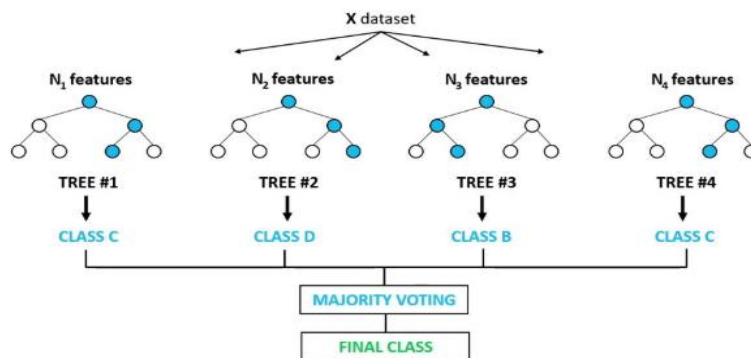 X dataset
N₁ features N₂ features N₃ features N₄ features
TREE #1 TREE #2 TREE #3 TREE #4
CLASS C CLASS D CLASS B CLASS C
MAJORITY VOTING
FINAL CLASS